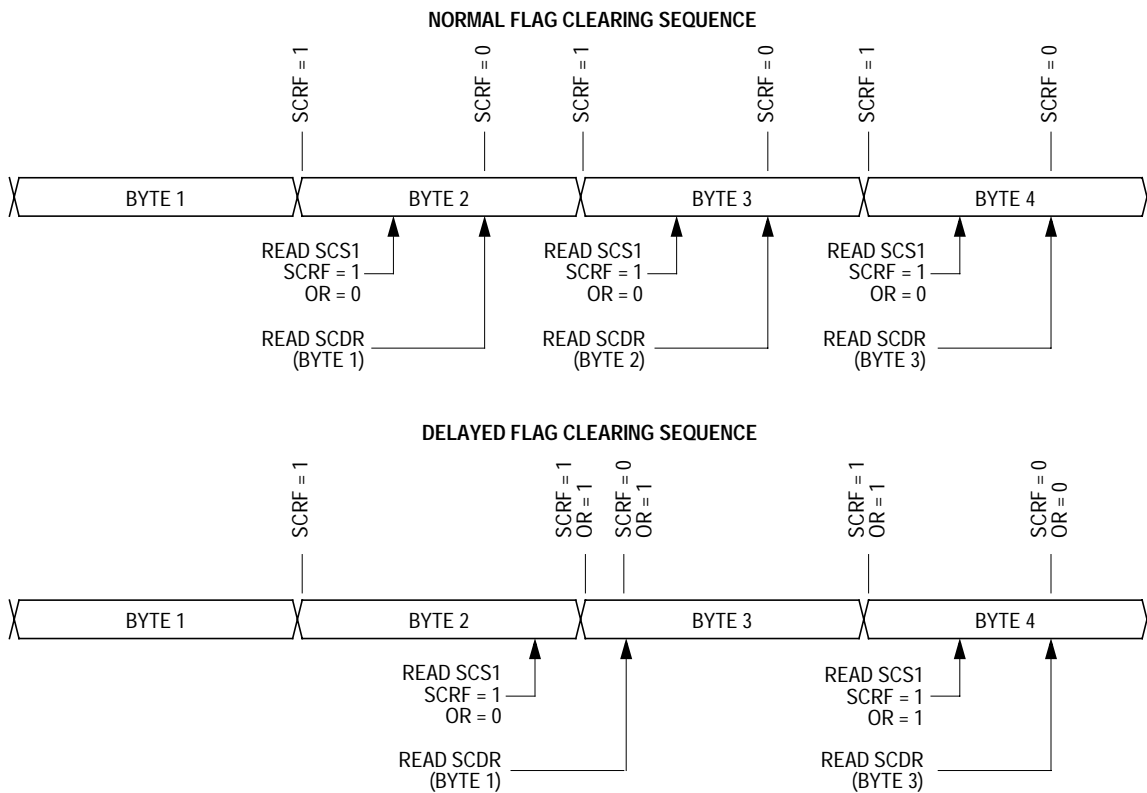 NORMAL FLAG CLEARING SEQUENCE
SCRF = 1
SCRF = 0
SCRF = 1
SCRF = 0
SCRF = 1
SCRF = 0
BYTE 1
BYTE 2
BYTE 3
BYTE 4
READ SCS1
SCRF = 1
OR = 0
READ SCS1
SCRF = 1
OR = 0
READ SCS1
SCRF = 1
OR = 0
READ SCDR
(BYTE 1)
READ SCDR
(BYTE 2)
READ SCDR
(BYTE 3)
DELAYED FLAG CLEARING SEQUENCE
SCRF = 1
SCRF = 1
OR = 1
SCRF = 0
OR = 1
SCRF = 1
OR = 1
SCRF = 0
OR = 0
BYTE 1
BYTE 2
BYTE 3
BYTE 4
READ SCS1
SCRF = 1
OR = 0
READ SCS1
SCRF = 1
OR = 1
READ SCDR
(BYTE 1)
READ SCDR
(BYTE 3)